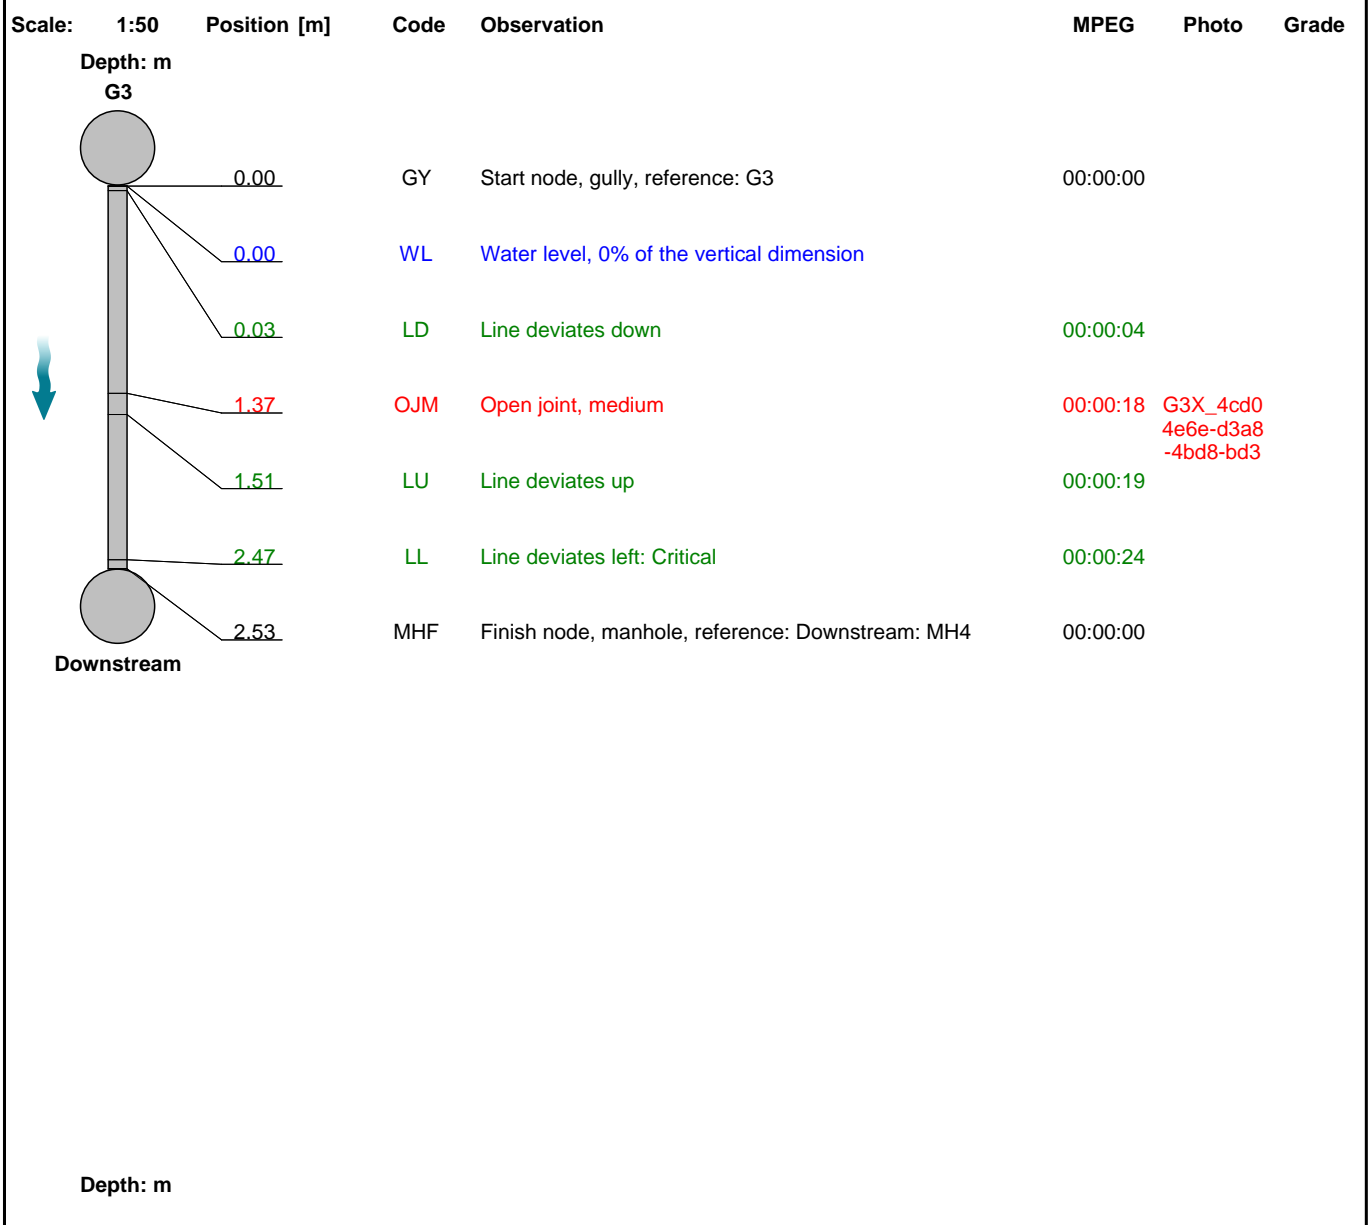 Scale: 1:50 Position [m] Code Observation MPEG Photo Grade
Depth: m
G3
0.00 GY Start node, gully, reference: G3 00:00:00
0.00 WL Water level, 0% of the vertical dimension
0.03 LD Line deviates down 00:00:04
1.37 OJM Open joint, medium 00:00:18 G3X_4cd0
4e6e-d3a8
-4bd8-bd3
1.51 LU Line deviates up 00:00:19
2.47 LL Line deviates left: Critical 00:00:24
2.53 MHF Finish node, manhole, reference: Downstream: MH4 00:00:00
Downstream
Depth: m